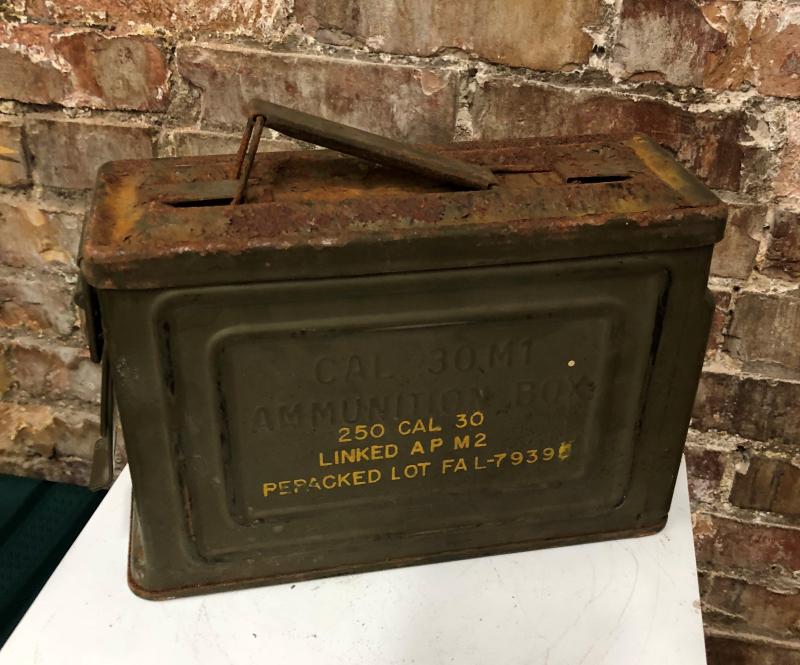 CAL .30 M1
AMMUNITION BOX
250 CAL 30
LINKED AP M2
REPACKED LOT FA L-7939